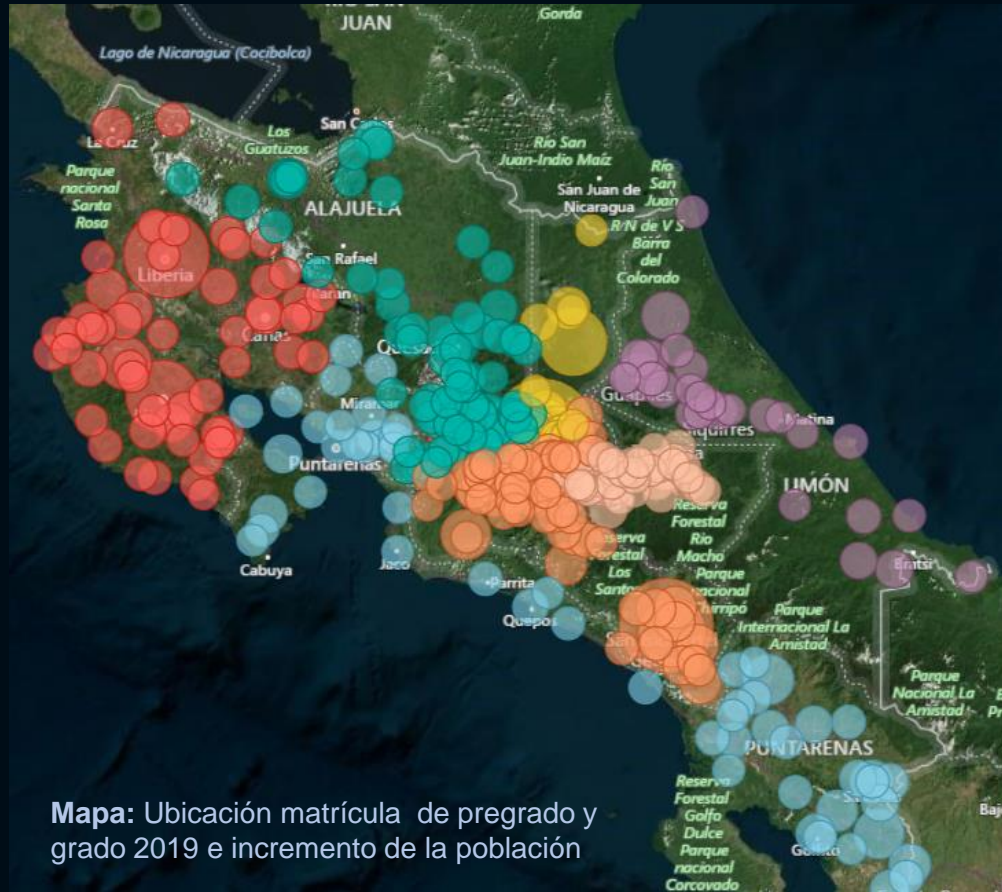 JUAN
Gorda
Lago de Nicaragua (Cocibolca)
San Carlos
La Cruz
Los
Guatuzos
Río San
Juan-Indio Maíz
Río
San
Juan
Parque
nacional
Santa
Rosa
San Juan de
Nicaragua
ALAJUELA
R N de V S
Barra
del
Colorado
San Rafael
Liberia
Cañas
Miramar
Matina
Puntarenas
LIMÓN
Reserva
Forestal
Rio
Macho
Forestal
Los
Parque
Cabuya
Jaco
Parrita
Quepos
Bratsi
Parque
Internacional La
Amistad
Parque
Nacional La
Amistad
PUNTARENAS
Reserva
Forestal
Golfo
Dulce
Parque
nacional
Corcovado
Mapa: Ubicación matrícula de pregrado y
grado 2019 e incremento de la población